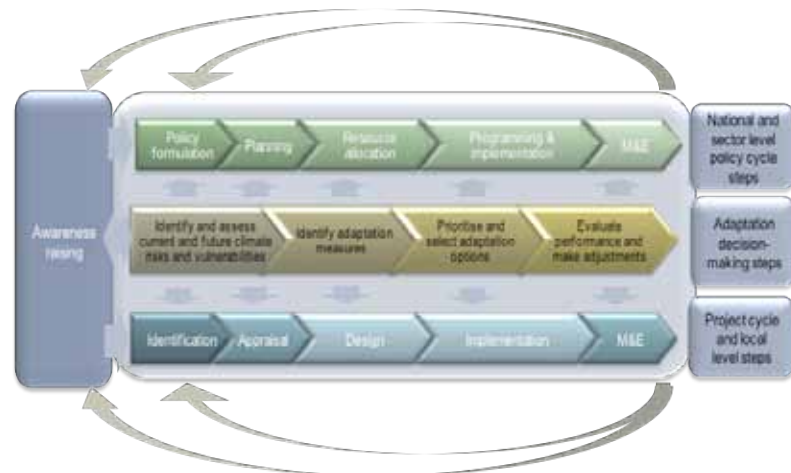 Awareness
raising
Policy
formulation
Planning
Resource
allocation
Programming &
implementation
M&E
National and
sector level
policy cycle
steps
Identify and assess
current and future climate
risks and vulnerabilities
Identify adaptation
measures
Prioritise and
select adaptation
options
Evaluate
performance and
make adjustments
Adaptation
decision-
making steps
Identification
Appraisal
Design
Implementation
M&E
Project cycle
and local
level steps